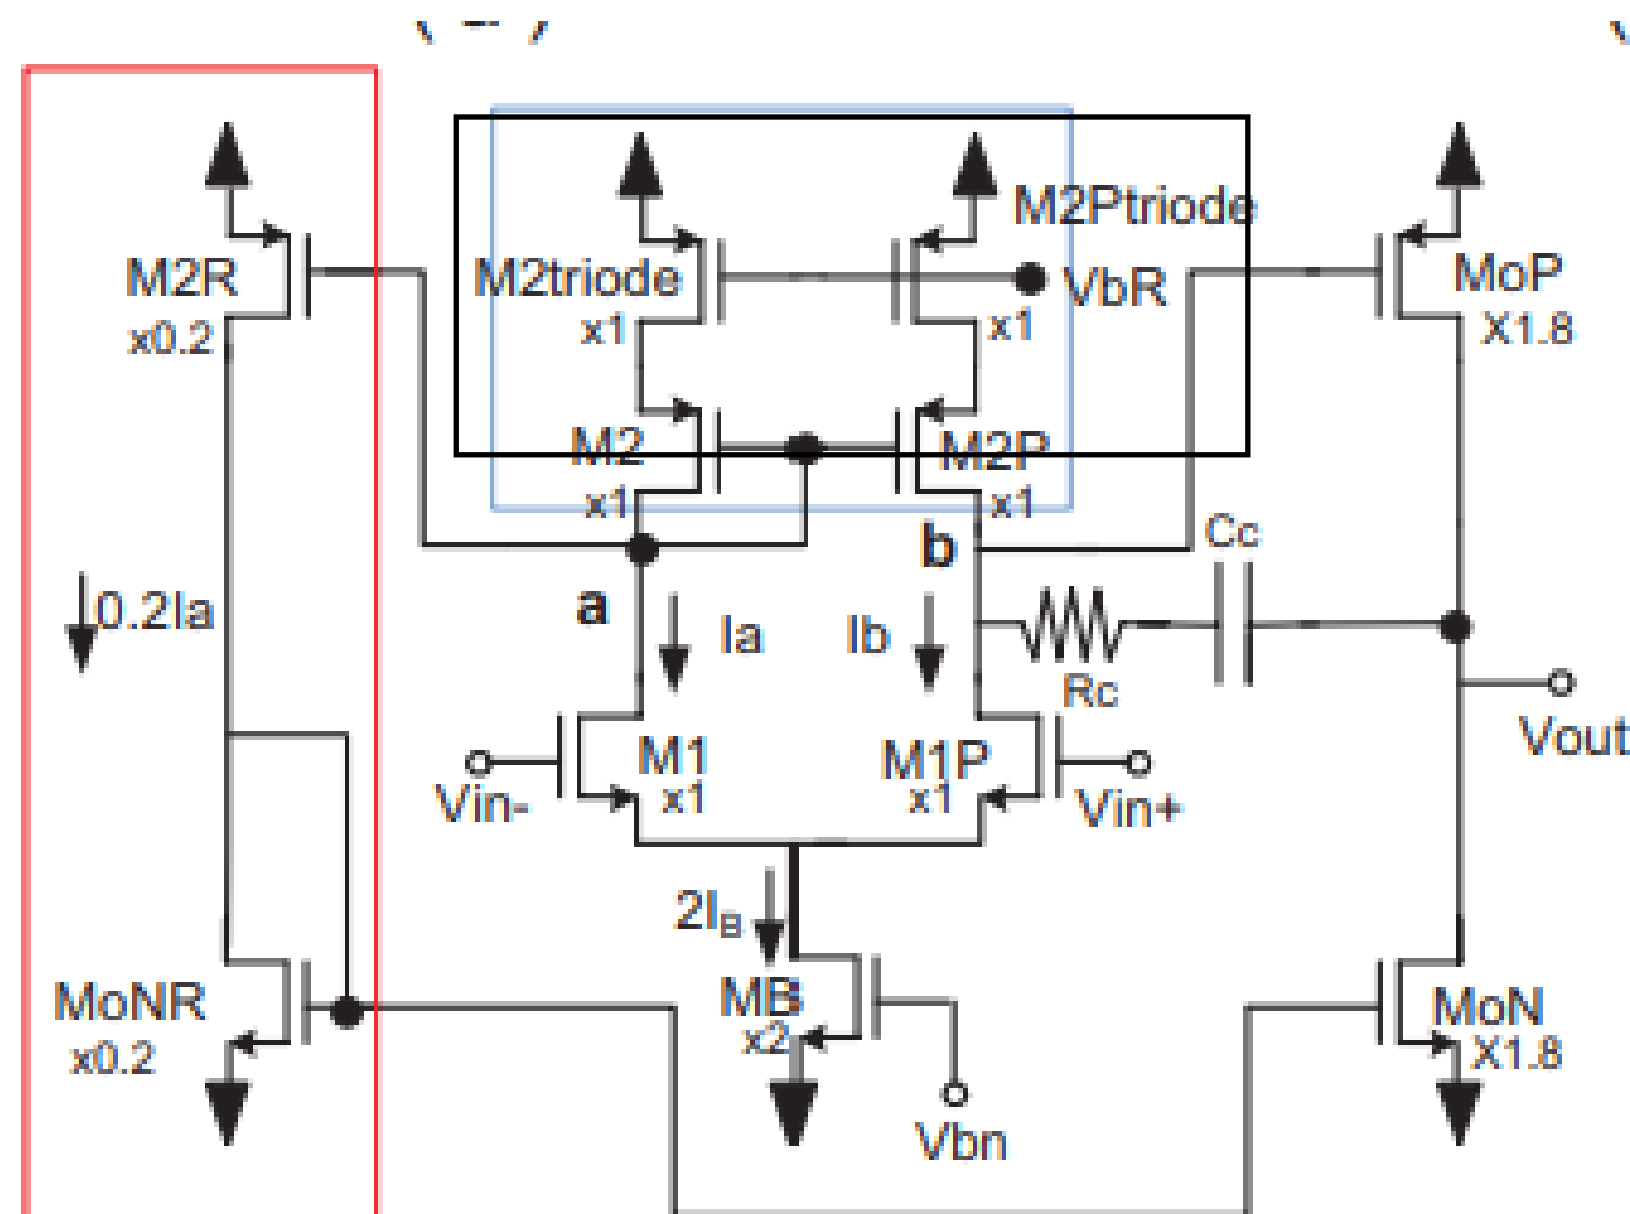 M2Ptriode
M2R
x0.2
M2triode
x1
x1
VbR
MoP
X1.8
M2
x1
M2P
x1
b
Cc
0.2Ia
a
Ia
Ib
Rc
Vout
M1
x1
M1P
x1
Vin-
Vin+
2IB
MoNR
x0.2
MB
x2
MoN
X1.8
Vbn